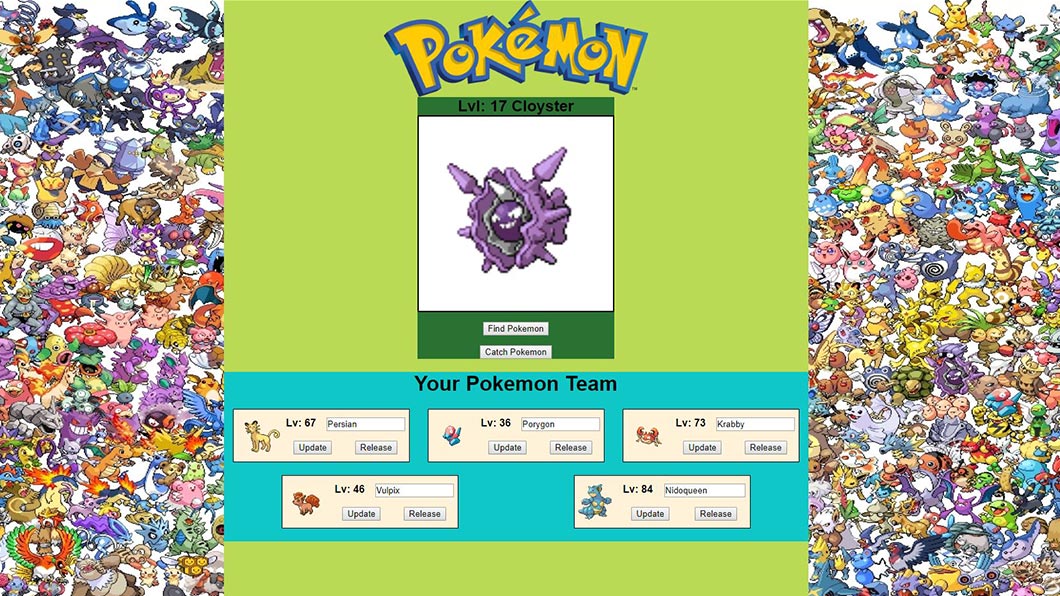 POKéMON
™
Lvl: 17 Cloyster
Find Pokemon
Catch Pokemon
Your Pokemon Team
Lv: 67 Persian
Update Release
Lv: 36 Porygon
Update Release
Lv: 73 Krabby
Update Release
Lv: 46 Vulpix
Update Release
Lv: 84 Nidoqueen
Update Release